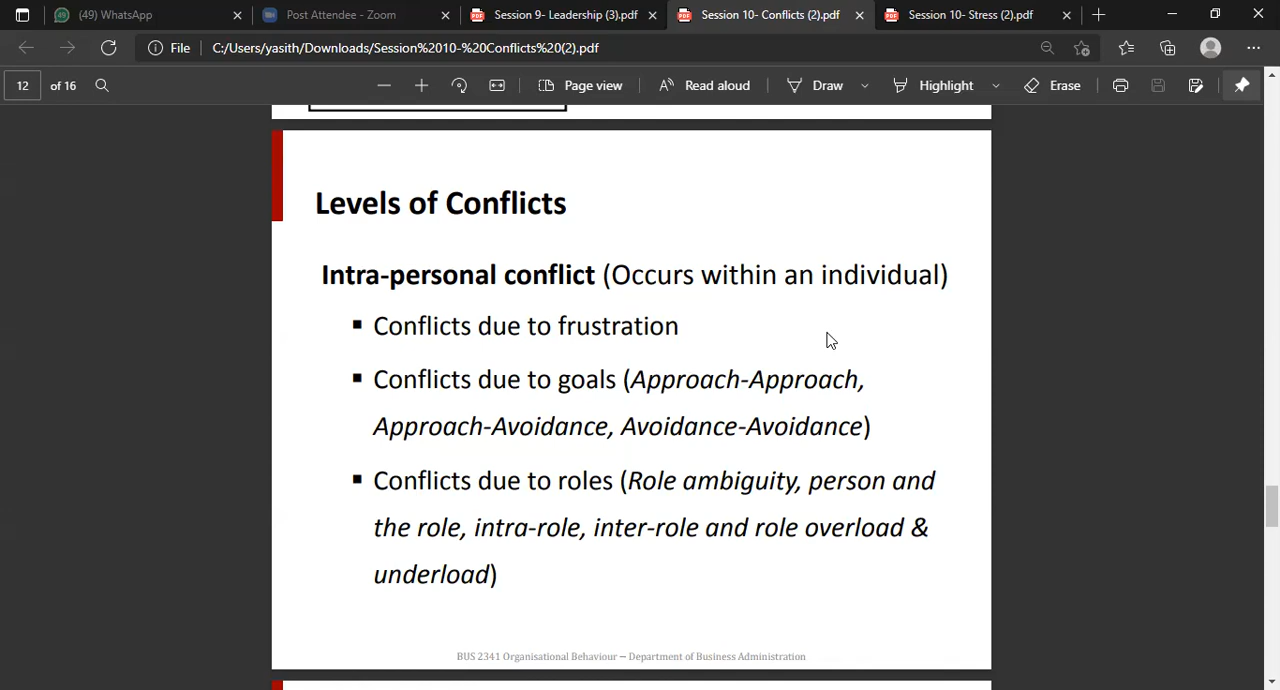 (49) WhatsApp
Post Attendee - Zoom
Session 9- Leadership (3).pdf
Session 10- Conflicts (2).pdf
Session 10- Stress (2).pdf
File
C:/Users/yasith/Downloads/Session%2010-%20Conflicts%20(2).pdf
12
of 16
Page view
Read aloud
Draw
Highlight
Erase
Levels of Conflicts
Intra-personal conflict (Occurs within an individual)
▪ Conflicts due to frustration
▪ Conflicts due to goals (Approach-Approach,
Approach-Avoidance, Avoidance-Avoidance)
▪ Conflicts due to roles (Role ambiguity, person and
the role, intra-role, inter-role and role overload &
underload)
BUS 2341 Organisational Behaviour – Department of Business Administration